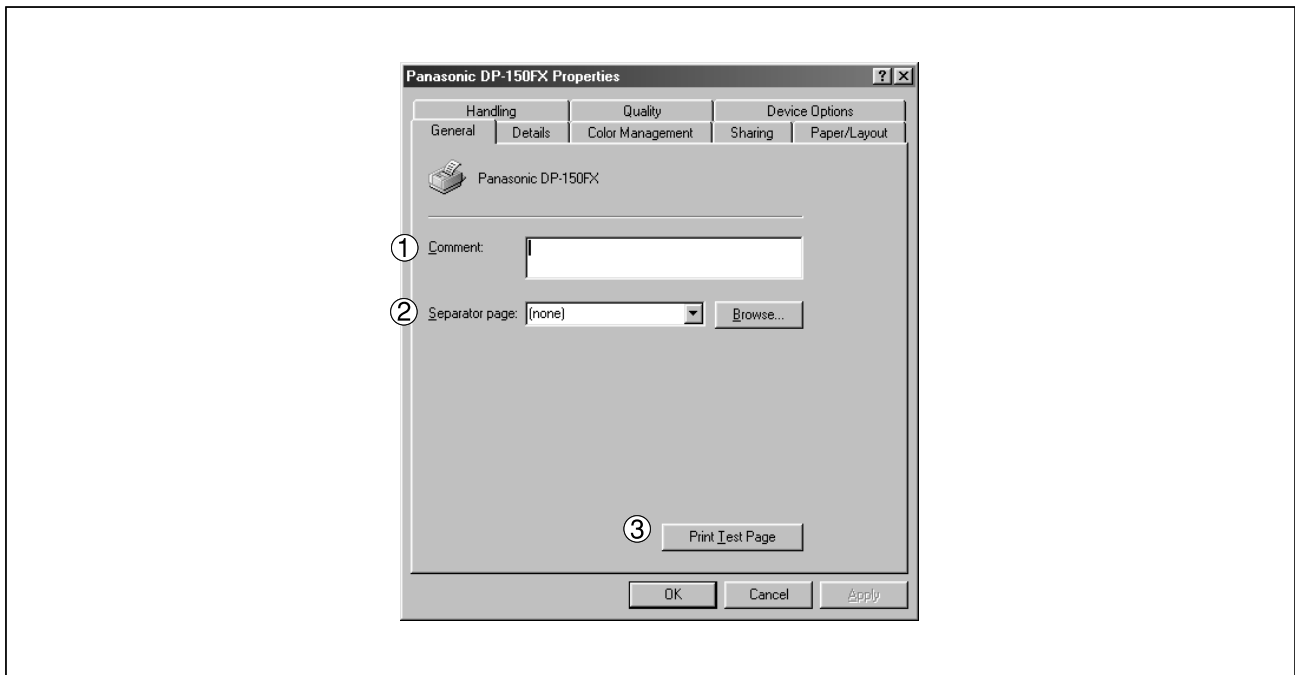 Panasonic DP-150FX Properties
Handling Quality Device Options
General Details Color Management Sharing Paper/Layout
Panasonic DP-150FX
① Comment:
② Separator page: (none) Browse...
③ Print Test Page
OK Cancel Apply